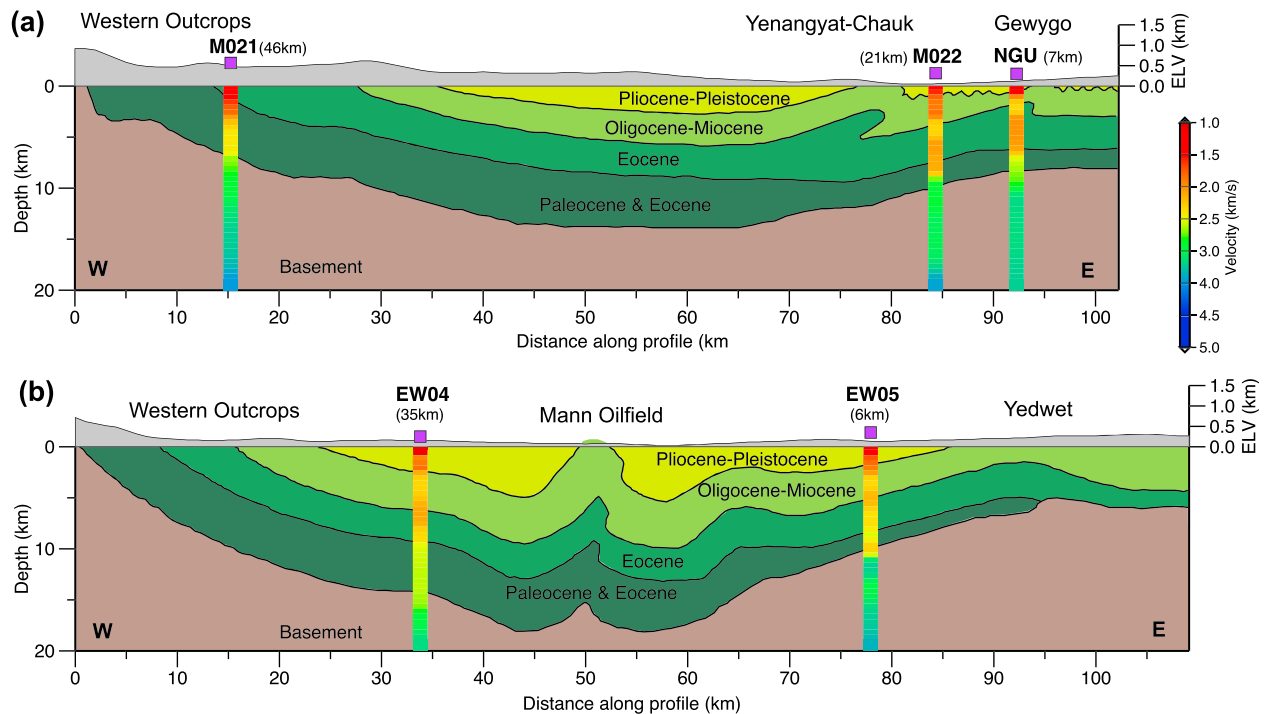 (a)
Western Outcrops
Yenangyat-Chauk
Gewygo
M021 (46km)
(21km) M022
NGU (7km)
1.5
1.0
0.5
0.0
ELV (km)
0
10
20
Depth (km)
Pliocene-Pleistocene
Oligocene-Miocene
Eocene
Paleocene & Eocene
Basement
W
E
0 10 20 30 40 50 60 70 80 90 100
Distance along profile (km
1.0
1.5
2.0
2.5
3.0
3.5
4.0
4.5
5.0
Velocity (km/s)
(b)
Western Outcrops
EW04
(35km)
Mann Oilfield
EW05
(6km)
Yedwet
1.5
1.0
0.5
0.0
ELV (km)
0
10
20
Depth (km)
Pliocene-Pleistocene
Oligocene-Miocene
Eocene
Paleocene & Eocene
Basement
W
E
0 10 20 30 40 50 60 70 80 90 100
Distance along profile (km)